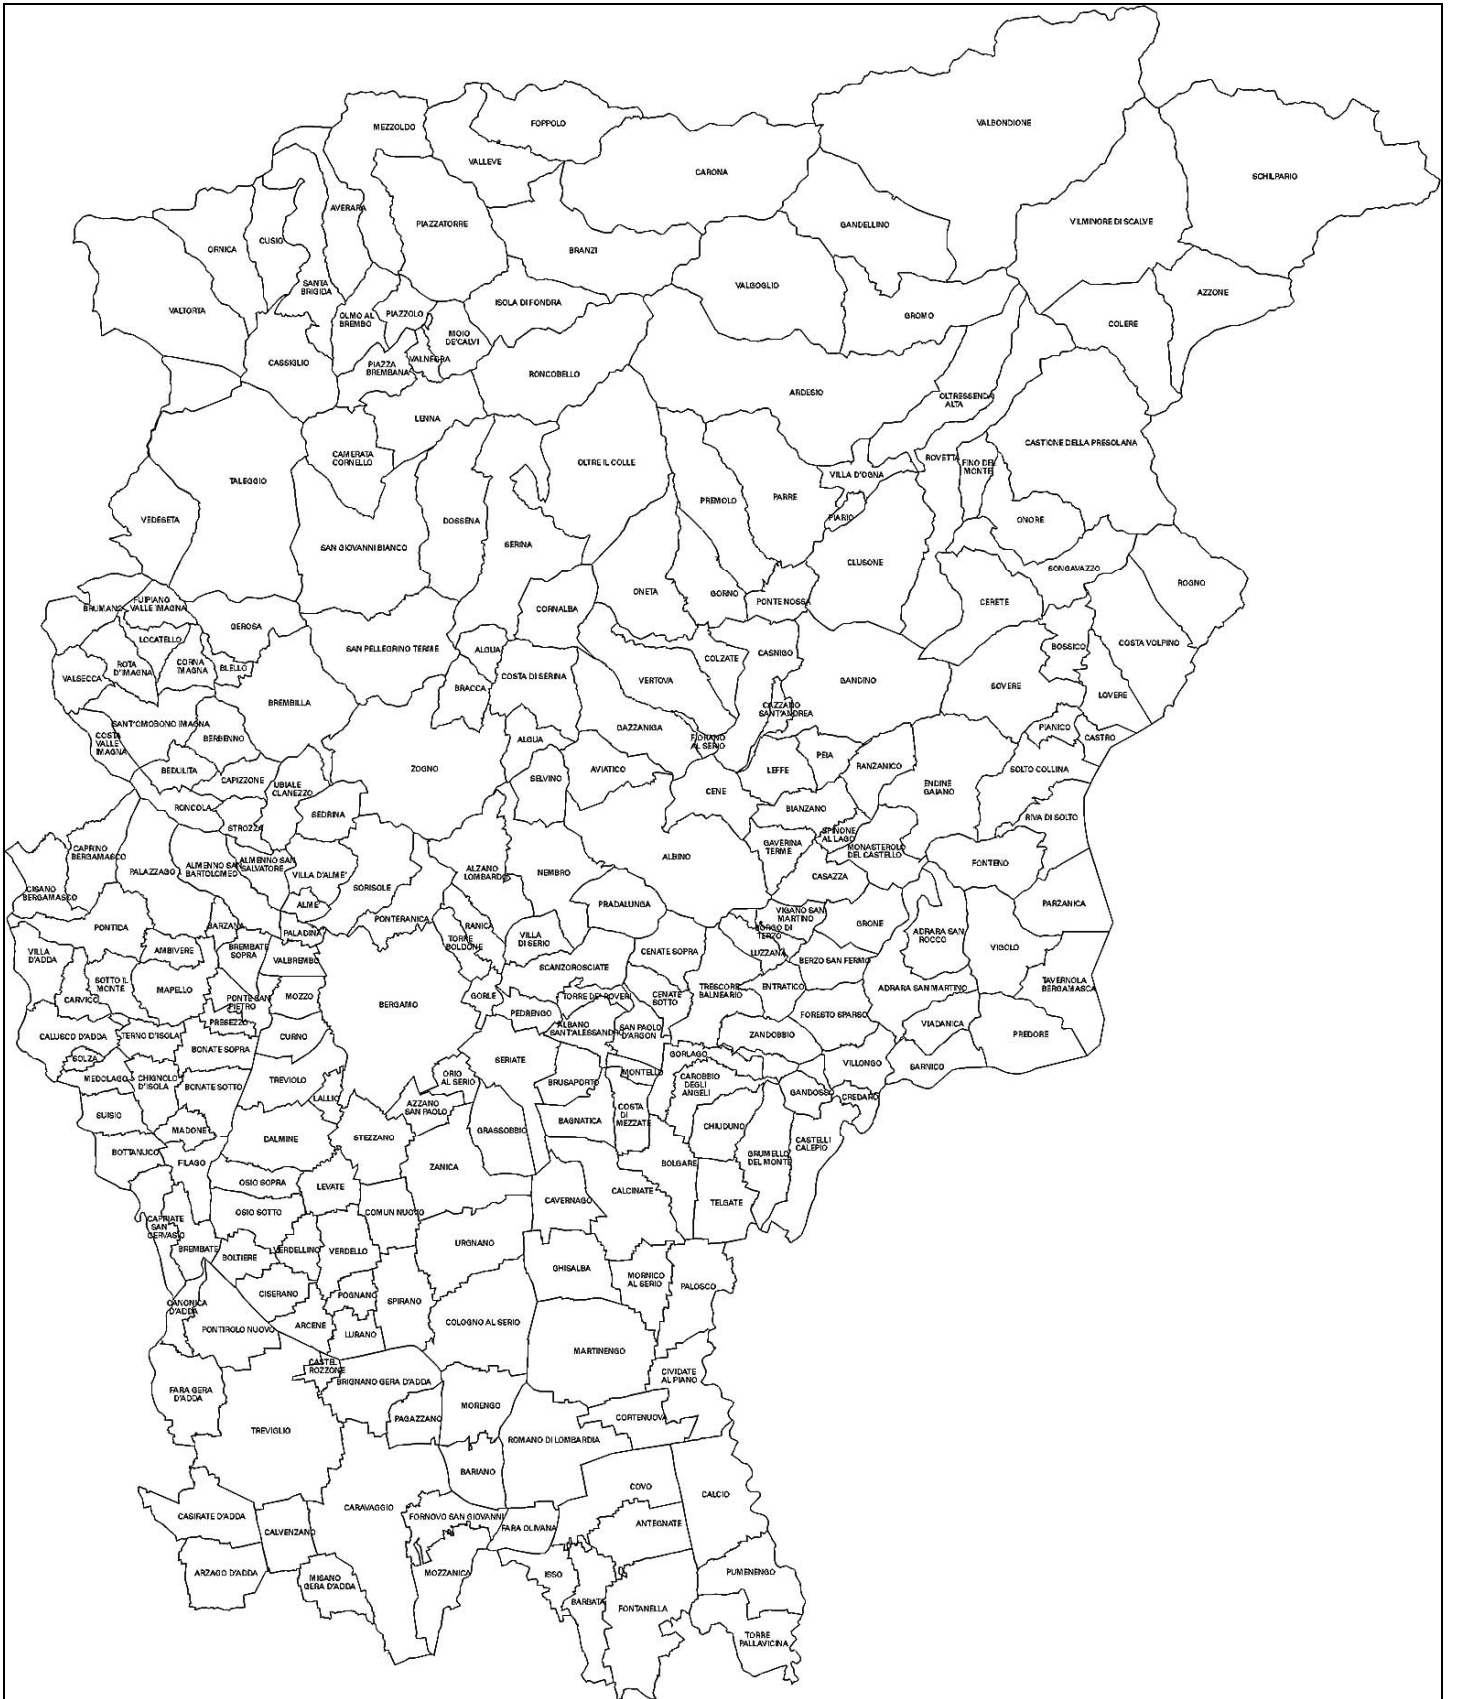 VALBONDIONE
MEZZOLDO
FOPPOLO
VALLEVE
CARONA
SCHILPARIO
AVERARA
PIAZZATORRE
GANDELLINO
VILMINORE DI SCALVE
ORNICA
CUSIO
BRANZI
SANTA
BRIGIDA
VALGOGLIO
AZZONE
ISOLA DI FONDRA
VALTORTA
OLMO AL
BREMBO
PIAZZOLO
GROMO
COLERE
MOIO
DE'CALVI
CASSIGLIO
PIAZZA
BREMBANA
VALNEGRA
RONCOBELLO
ARDESIO
OLTRESSENDA
ALTA
LENNA
CASTIONE DELLA PRESOLANA
CAMERATA
CORNELLO
OLTRE IL COLLE
ROVETTA
FINO DEL
MONTE
VILLA D'OGNA
TALEGGIO
PREMOLO
PARRE
VEDESETA
DOSSENA
PIARIO
ONORE
SAN GIOVANNI BIANCO
SERINA
CLUSONE
SONGAVAZZO
ROGNO
ONETA
GORNO
PONTE NOSSA
CERETE
BRUMANO
FUIPIANO
VALLE IMAGNA
CORNALBA
GEROSA
LOCATELLO
SAN PELLEGRINO TERME
ALGUA
COLZATE
CASNIGO
BOSSICO
COSTA VOLPINO
ROTA
D'IMAGNA
CORNA
IMAGNA
BLELLO
VALSECCA
BRACCA
COSTA DI SERINA
VERTOVA
GANDINO
SOVERE
LOVERE
BREMBILLA
CAZZANO
SANT'ANDREA
SANT'OMOBONO IMAGNA
COSTA
VALLE
IMAGNA
BERBENNO
ALGUA
GAZZANIGA
FIORANO
AL SERIO
PIANICO
CASTRO
BEDULITA
CAPIZZONE
ZOGNO
SELVINO
AVIATICO
LEFFE
PEIA
RANZANICO
SOLTO COLLINA
UBIALE
CLANEZZO
CENE
ENDINE
GAIANO
RONCOLA
SEDRINA
BIANZANO
RIVA DI SOLTO
STROZZA
SPINONE
AL LAGO
CAPRINO
BERGAMASCO
GAVERINA
TERME
MONASTEROLO
DEL CASTELLO
ALBINO
FONTENO
PALAZZAGO
ALMENNO SAN
BARTOLOMEO
ALMENNO SAN
SALVATORE
VILLA D'ALME'
ALZANO
LOMBARDO
NEMBRO
CASAZZA
SORISOLE
CISANO
BERGAMASCO
ALME'
PRADALUNGA
PARZANICA
PONTIDA
BARZANA
PALADINA
PONTERANICA
RANICA
VIGANO SAN
MARTINO
BORGO DI
TERZO
GRONE
ADRARA SAN
ROCCO
TORRE
BOLDONE
VILLA
DI SERIO
VIGOLO
VILLA
D'ADDA
AMBIVERE
BREMBATE
SOPRA
VALBREMBO
CENATE SOPRA
LUZZANA
BERZO SAN FERMO
SCANZOROSCIATE
SOTTO IL
MONTE
MAPELLO
CARVICO
PONTE SAN
PIETRO
MOZZO
BERGAMO
GORLE
TORRE DE' ROVERI
CENATE
SOTTO
TRESCORE
BALNEARIO
ENTRATICO
ADRARA SAN MARTINO
TAVERNOLA
BERGAMASCA
PRESEZZO
PEDRENGO
ALBANO
SANT'ALESSANDRO
SAN PAOLO
D'ARGON
FORESTO SPARSO
VIADANICA
PREDORE
CALUSCO D'ADDA
TERNO D'ISOLA
CURNO
ZANDOBBIO
BONATE SOPRA
SOLZA
SERIATE
GORLAGO
VILLONGO
SARNICO
MEDOLAGO
CHIGNOLO
D'ISOLA
BONATE SOTTO
TREVIOLO
ORIO
AL SERIO
BRUSAPORTO
MONTELLO
CAROBBIO
DEGLI
ANGELI
LALLIO
AZZANO
SAN PAOLO
GANDOSSO
CREDARO
SUISIO
COSTA
DI
MEZZATE
BAGNATICA
MADONE
DALMINE
STEZZANO
GRASSOBBIO
CHIUDUNO
CASTELLI
CALEPIO
BOTTANUCO
FILAGO
ZANICA
BOLGARE
GRUMELLO
DEL MONTE
OSIO SOPRA
LEVATE
CALCINATE
CAVERNAGO
TELGATE
OSIO SOTTO
COMUN NUOVO
CAPRIATE
SAN
GERVASIO
BREMBATE
BOLTIERE
VERDELLINO
VERDELLO
URGNANO
GHISALBA
MORNICO
AL SERIO
PALOSCO
CISERANO
POGNANO
SPIRANO
CANONICA
D'ADDA
PONTIROLO NUOVO
ARCENE
LURANO
COLOGNO AL SERIO
MARTINENGO
CASTEL
ROZZONE
BRIGNANO GERA D'ADDA
CIVIDATE
AL PIANO
FARA GERA
D'ADDA
PAGAZZANO
MORENGO
CORTENUOVA
TREVIGLIO
ROMANO DI LOMBARDIA
BARIANO
COVO
CALCIO
CARAVAGGIO
CASIRATE D'ADDA
FORNOVO SAN GIOVANNI
FARA OLIVANA
ANTEGNATE
CALVENZANO
ARZAGO D'ADDA
MISANO
GERA D'ADDA
MOZZANICA
ISSO
PUMENENGO
BARBATA
FONTANELLA
TORRE
PALLAVICINA